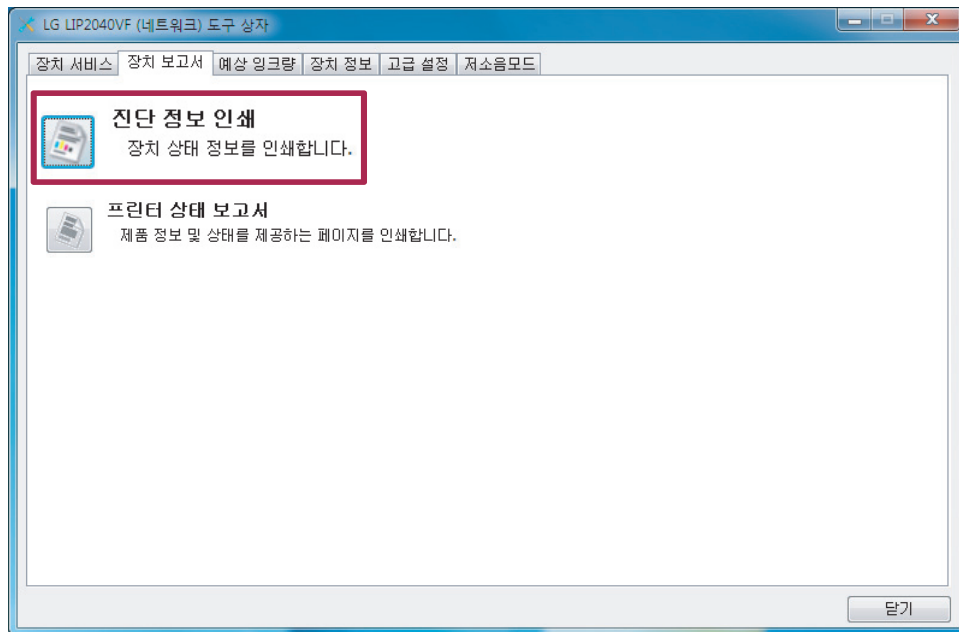 LG LIP2040VF (네트워크) 도구 상자
장치 서비스 장치 보고서 예상 잉크량 장치 정보 고급 설정 저소음모드
진단 정보 인쇄
장치 상태 정보를 인쇄합니다.
프린터 상태 보고서
제품 정보 및 상태를 제공하는 페이지를 인쇄합니다.
닫기